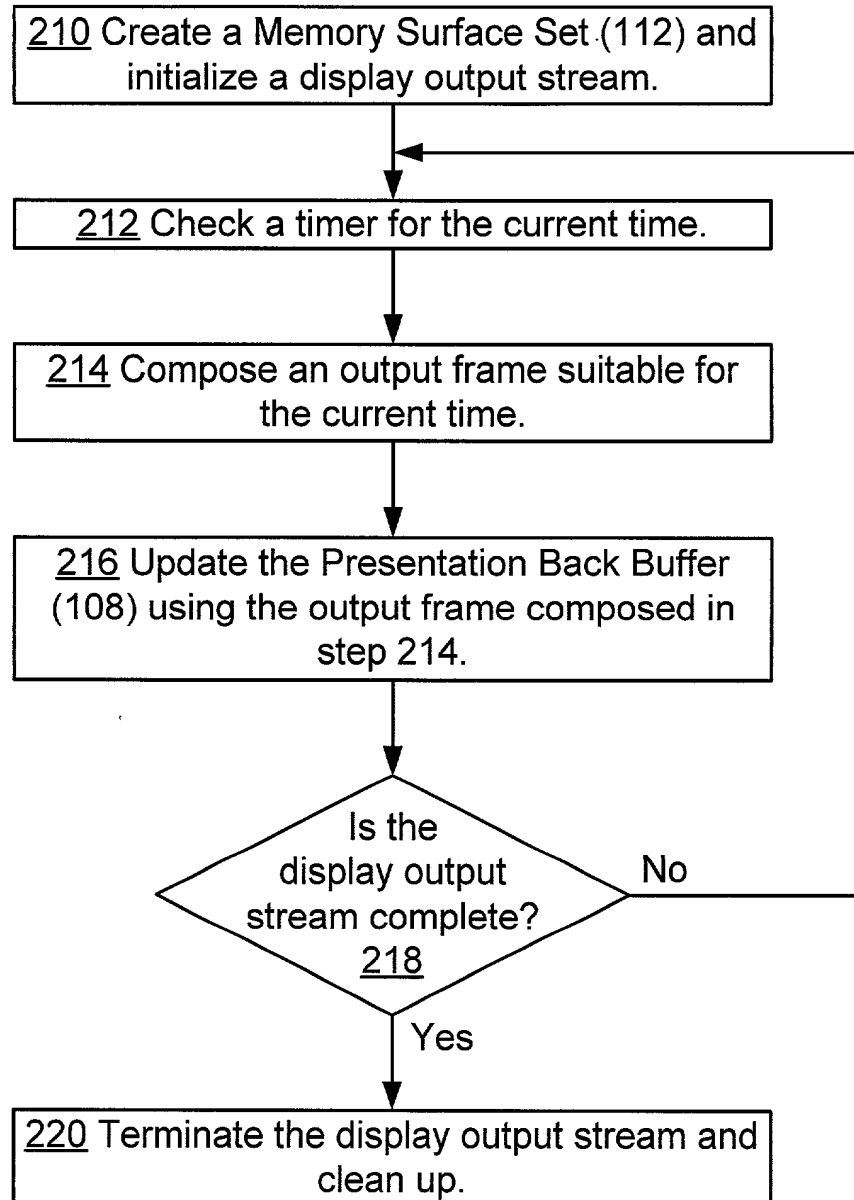 210 Create a Memory Surface Set (112) and
initialize a display output stream.
212 Check a timer for the current time.
214 Compose an output frame suitable for
the current time.
216 Update the Presentation Back Buffer
(108) using the output frame composed in
step 214.
Is the
display output
stream complete?
218
No
Yes
220 Terminate the display output stream and
clean up.